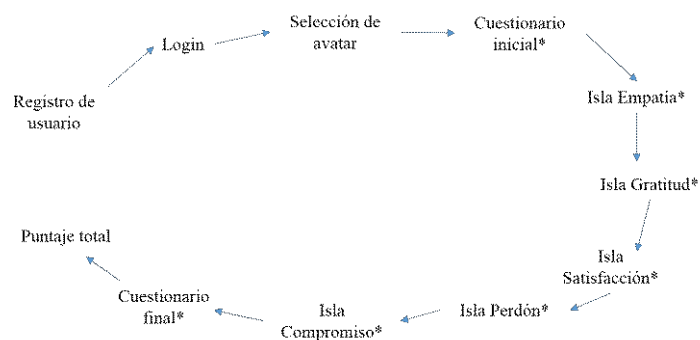 Registro de
usuario
Login
Selección de
avatar
Cuestionario
inicial*
Isla Empatía*
Isla Gratitud*
Isla
Satisfacción*
Isla Perdón*
Isla
Compromiso*
Cuestionario
final*
Puntaje total